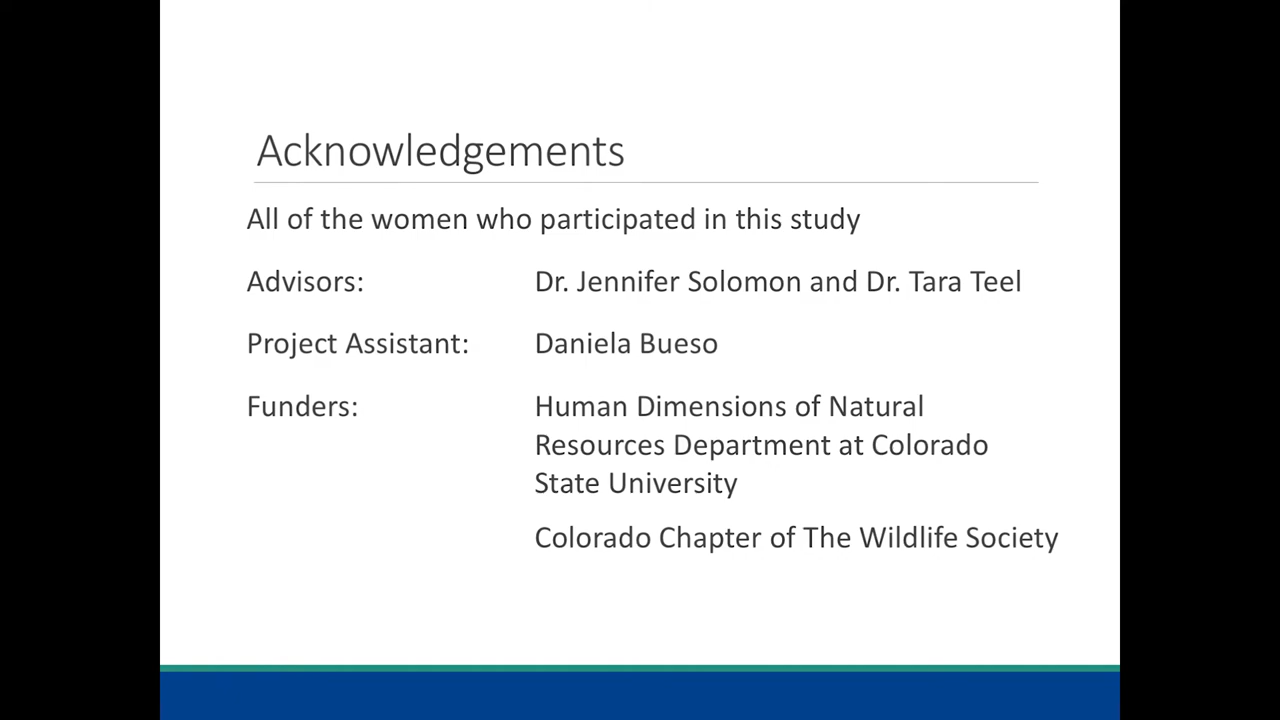 Acknowledgements
All of the women who participated in this study
Advisors: Dr. Jennifer Solomon and Dr. Tara Teel
Project Assistant: Daniela Bueso
Funders: Human Dimensions of Natural
Resources Department at Colorado
State University
Colorado Chapter of The Wildlife Society